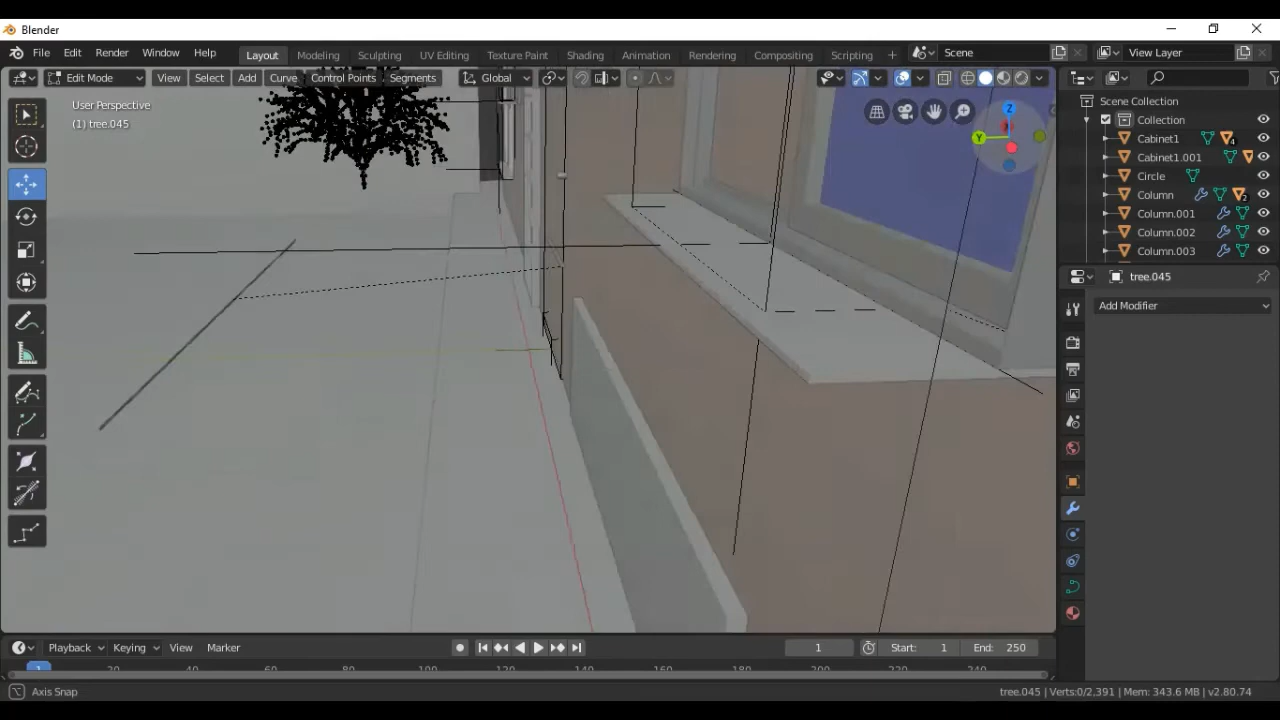 Blender
File Edit Render Window Help
Layout Modeling Sculpting UV Editing Texture Paint Shading Animation Rendering Compositing Scripting + Scene View Layer
Edit Mode View Select Add Curve Control Points Segments Global
User Perspective
(1) tree.045
Z
Y
Scene Collection
Collection
Cabinet1 4
Cabinet1.001
Circle
Column 2
Column.001
Column.002
Column.003
tree.045
Add Modifier
Playback Keying View Marker 1 Start: 1 End: 250
1 20 40 60 80 100 120 140 160 180 200 220 240
Axis Snap tree.045 | Verts:0/2,391 | Mem: 343.6 MB | v2.80.74